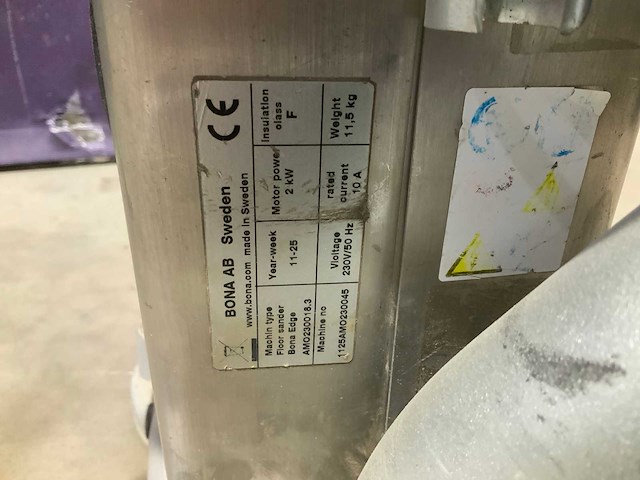 CE
BONA AB Sweden
www.bona.com made in Sweden
Machin type
Floor sander
Bona Edge
AMO230018.3
Year-week
11-25
Motor power
2 kW
Insulation
class
F
Machine no
1125AMO230045
Vloltage
230V/50 Hz
rated
current
10 A
Weight
11,5 kg